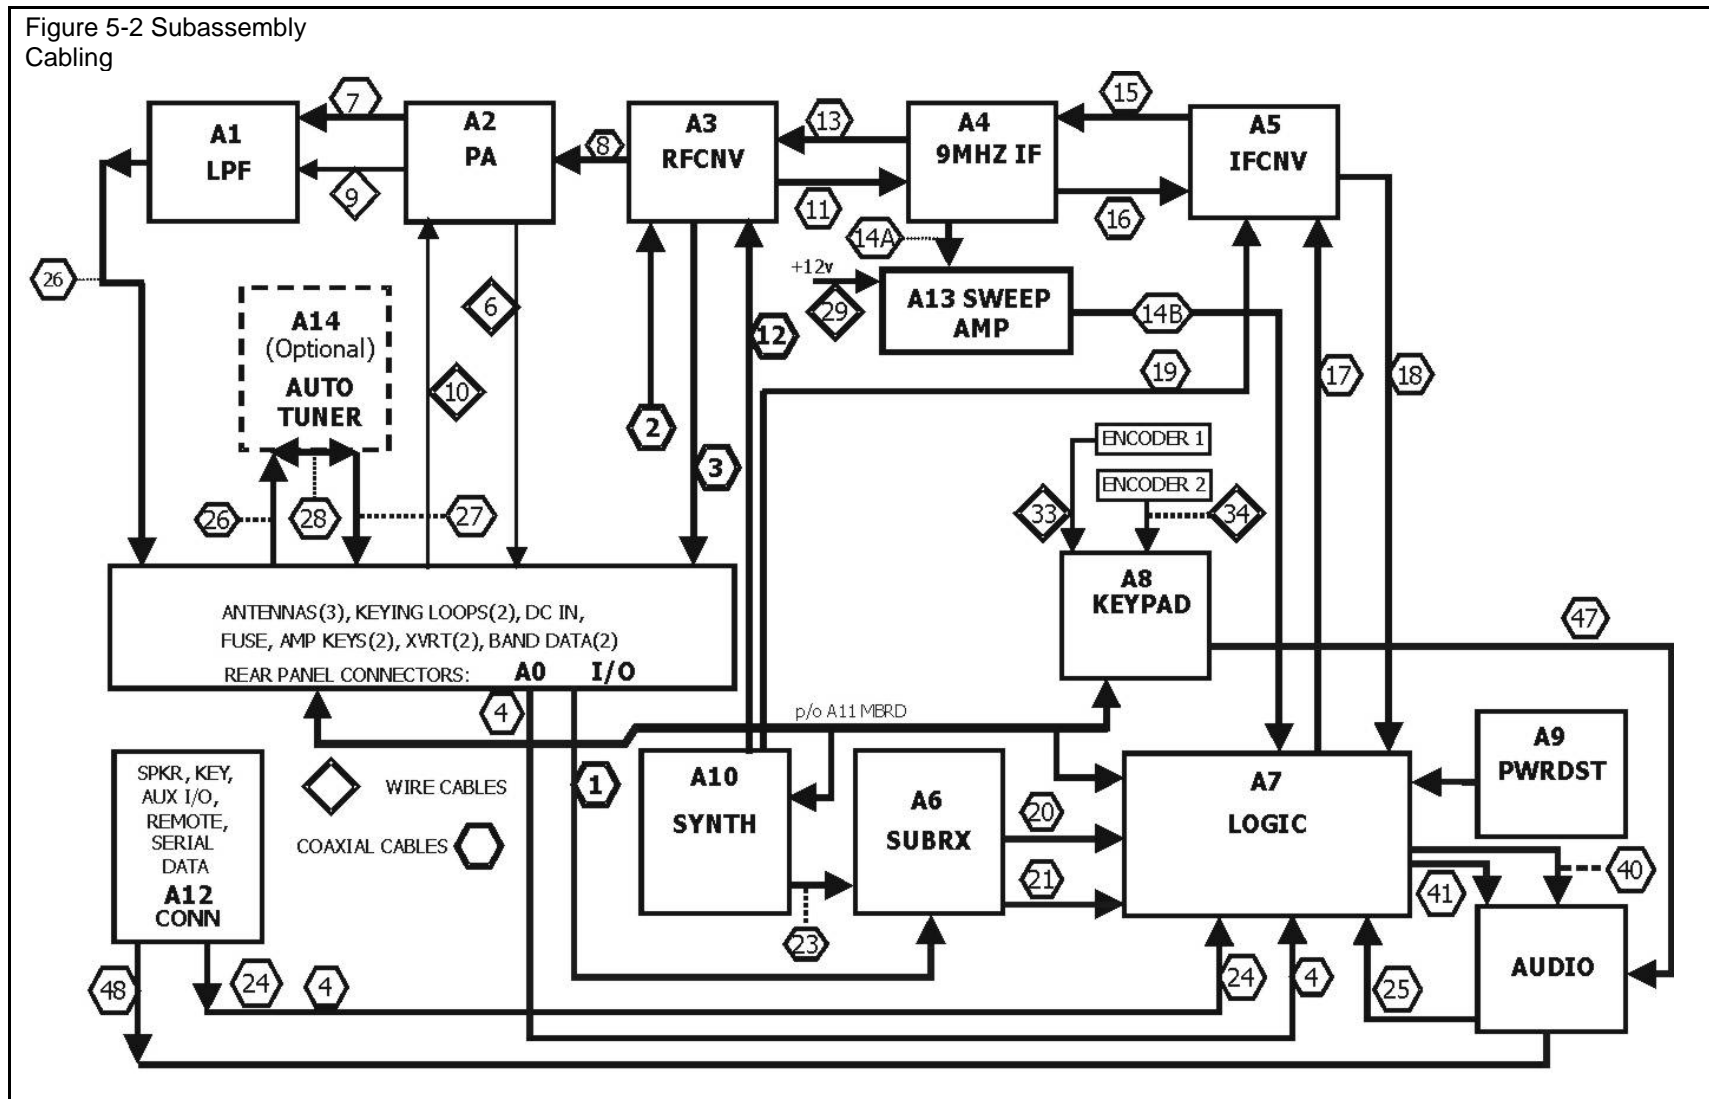 Figure 5-2 Subassembly
Cabling
7
15
A1
LPF
A2
PA
8
A3
RFCNV
13
A4
9MHZ IF
A5
IFCNV
9
11
16
14A
26
+12v
29
A13 SWEEP
AMP
14B
A14
(Optional)
AUTO
TUNER
6
10
12
19
17
18
2
3
ENCODER 1
ENCODER 2
26
28
27
33
34
A8
KEYPAD
47
ANTENNAS(3), KEYING LOOPS(2), DC IN,
FUSE, AMP KEYS(2), XVRT(2), BAND DATA(2)
REAR PANEL CONNECTORS: A0 I/O
4
p/o A11 MBRD
SPKR, KEY,
AUX I/O,
REMOTE,
SERIAL
DATA
A12
CONN
WIRE CABLES
COAXIAL CABLES
1
A10
SYNTH
A6
SUBRX
20
21
A7
LOGIC
A9
PWRDST
40
41
23
48
24
4
24
4
25
AUDIO